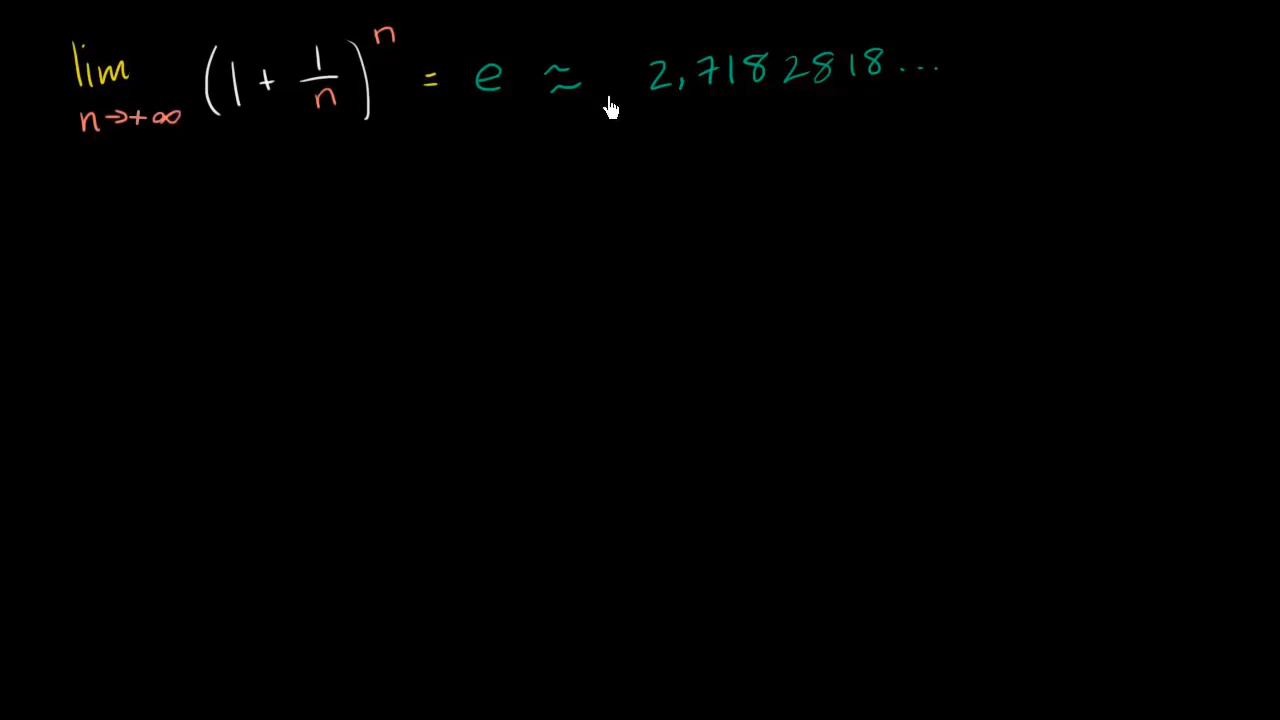 lim n→+∞ (1 + 1/n)^n = e ≈ 2,7182818...